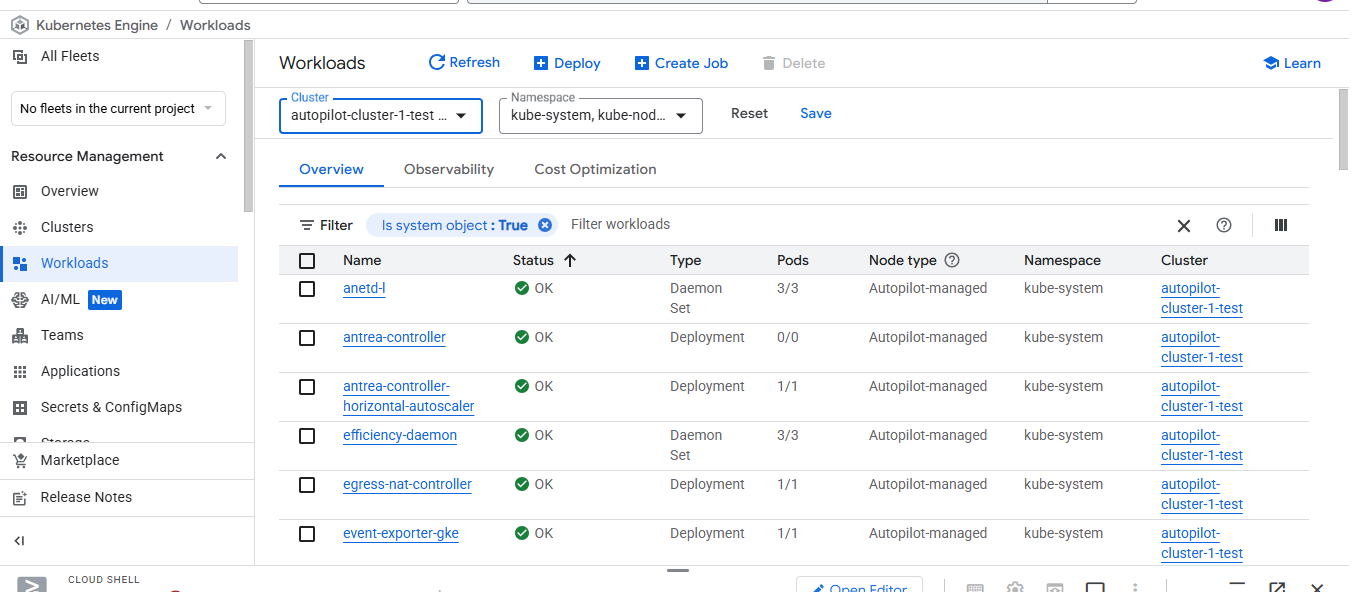 Kubernetes Engine / Workloads
All Fleets
No fleets in the current project
Resource Management
Overview
Clusters
Workloads
AI/ML New
Teams
Applications
Secrets & ConfigMaps
Storage
Marketplace
Release Notes
Workloads Refresh Deploy Create Job Delete Learn
Cluster Namespace
autopilot-cluster-1-test ... kube-system, kube-nod... Reset Save
Overview Observability Cost Optimization
Filter Is system object : True Filter workloads
Name Status Type Pods Node type Namespace Cluster
anetd-l OK Daemon 3/3 Autopilot-managed kube-system autopilot-
Set cluster-1-test
antrea-controller OK Deployment 0/0 Autopilot-managed kube-system autopilot-
cluster-1-test
antrea-controller- OK Deployment 1/1 Autopilot-managed kube-system autopilot-
horizontal-autoscaler cluster-1-test
efficiency-daemon OK Daemon 3/3 Autopilot-managed kube-system autopilot-
Set cluster-1-test
egress-nat-controller OK Deployment 1/1 Autopilot-managed kube-system autopilot-
cluster-1-test
event-exporter-gke OK Deployment 1/1 Autopilot-managed kube-system autopilot-
cluster-1-test
CLOUD SHELL
Open Editor